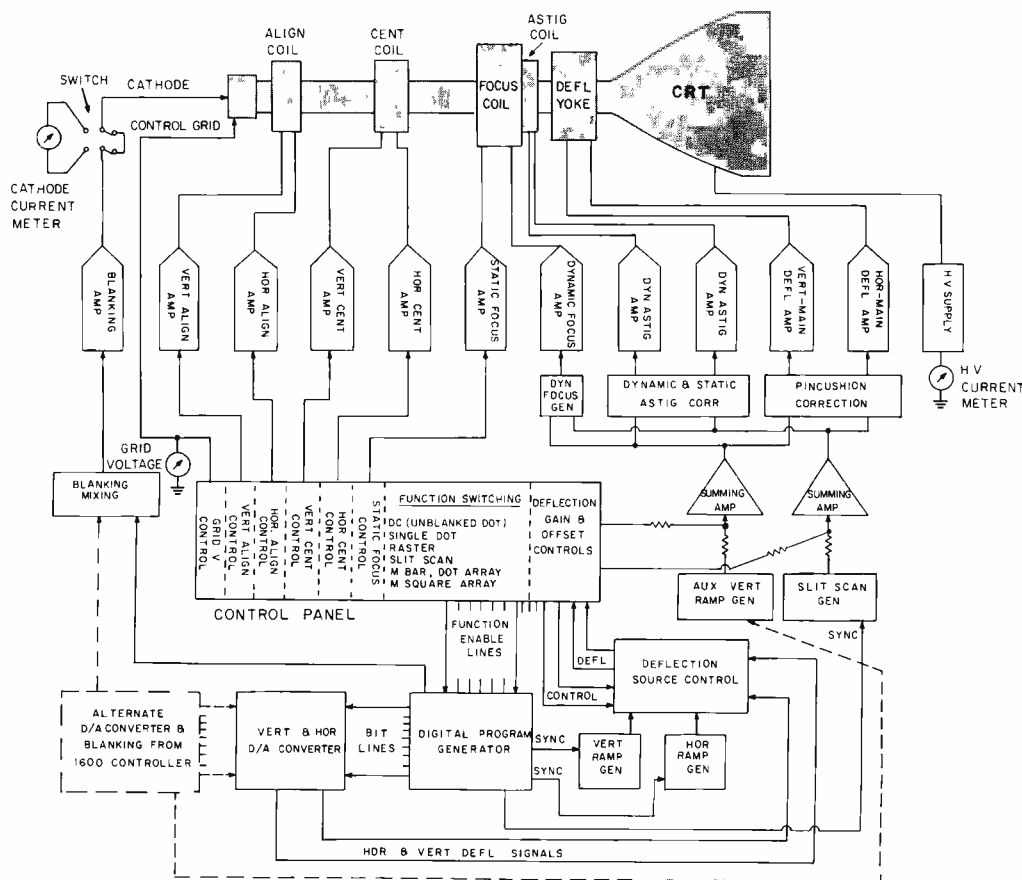 ALIGN
COIL
CENT
COIL
ASTIG
COIL
SWITCH
CATHODE
CONTROL GRID
FOCUS
COIL
DEFL
YOKE
CRT
CATHODE
CURRENT
METER
BLANKING
AMP
VERT ALIGN
AMP
HOR ALIGN
AMP
VERT CENT
AMP
HOR CENT
AMP
STATIC FOCUS
AMP
DYNAMIC FOCUS
AMP
DYN ASTIG
AMP
DYN ASTIG
AMP
VERT-MAIN
DEFL AMP
HOR-MAIN
DEFL AMP
HV SUPPLY
HV
CURRENT
METER
DYN
FOCUS
GEN
DYNAMIC & STATIC
ASTIG CORR
PINCUSHION
CORRECTION
GRID
VOLTAGE
BLANKING
MIXING
SUMMING
AMP
SUMMING
AMP
GRID V
CONTROL
VERT ALIGN
CONTROL
HOR. ALIGN
CONTROL
VERT CENT
CONTROL
HOR CENT
CONTROL
STATIC FOCUS
CONTROL
FUNCTION SWITCHING
DC (UNBLANKED DOT)
SINGLE DOT
RASTER
SLIT SCAN
M BAR, DOT ARRAY
M SQUARE ARRAY
DEFLECTION
GAIN &
OFFSET
CONTROLS
CONTROL PANEL
AUX VERT
RAMP GEN
SLIT SCAN
GEN
SYNC
FUNCTION
ENABLE
LINES
DEFL
CONTROL
DEFLECTION
SOURCE CONTROL
ALTERNATE
D/A CONVERTER &
BLANKING FROM
1600 CONTROLLER
VERT & HOR
D/A CONVERTER
BIT
LINES
DIGITAL PROGRAM
GENERATOR
SYNC
SYNC
VERT
RAMP
GEN
HOR
RAMP
GEN
HOR & VERT DEFL SIGNALS